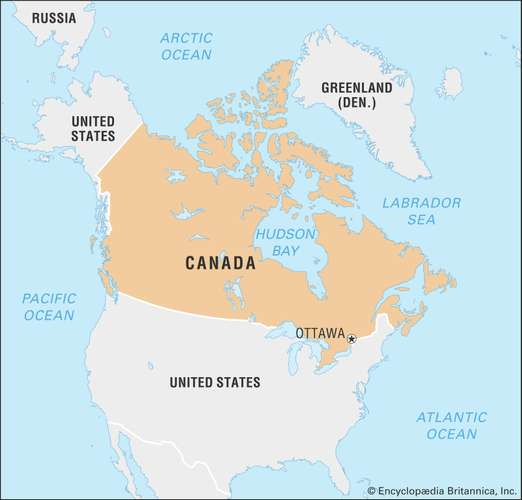 RUSSIA
ARCTIC
OCEAN
GREENLAND
(DEN.)
UNITED
STATES
LABRADOR
SEA
HUDSON
BAY
CANADA
PACIFIC
OCEAN
OTTAWA
UNITED STATES
ATLANTIC
OCEAN
© Encyclopædia Britannica, Inc.